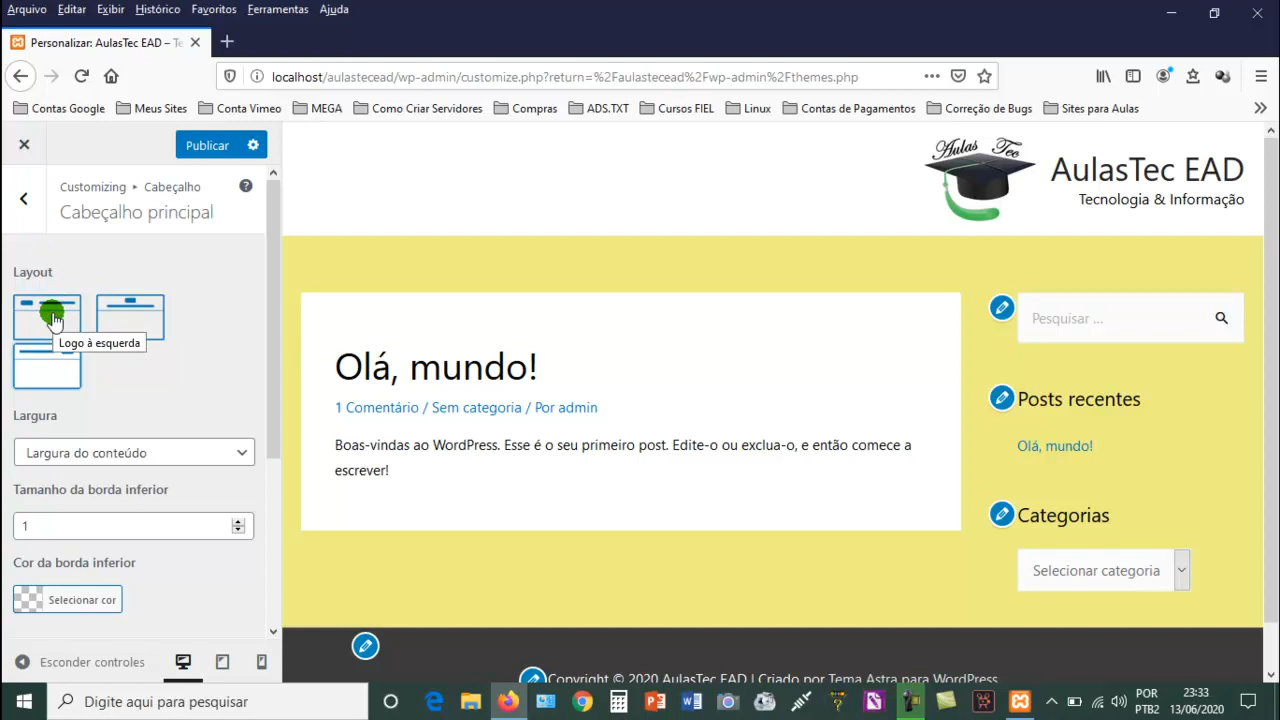 Arquivo Editar Exibir Histórico Favoritos Ferramentas Ajuda
Personalizar: AulasTec EAD – Te
localhost/aulastecead/wp-admin/customize.php?return=%2Faulastecead%2Fwp-admin%2Fthemes.php
Contas Google Meus Sites Conta Vimeo MEGA Como Criar Servidores Compras ADS.TXT Cursos FIEL Linux Contas de Pagamentos Correção de Bugs Sites para Aulas
Publicar
Customizing ▸ Cabeçalho
Cabeçalho principal
Layout
Logo à esquerda
Largura
Largura do conteúdo
Tamanho da borda inferior
1
Cor da borda inferior
Selecionar cor
Esconder controles
Aulas Tec
AulasTec EAD
Tecnologia & Informação
Olá, mundo!
1 Comentário / Sem categoria / Por admin
Boas-vindas ao WordPress. Esse é o seu primeiro post. Edite-o ou exclua-o, e então comece a
escrever!
Pesquisar ...
Posts recentes
Olá, mundo!
Categorias
Selecionar categoria
Copyright © 2020 AulasTec EAD | Criado por Tema Astra para WordPress
Digite aqui para pesquisar
POR
PTB2
23:33
13/06/2020